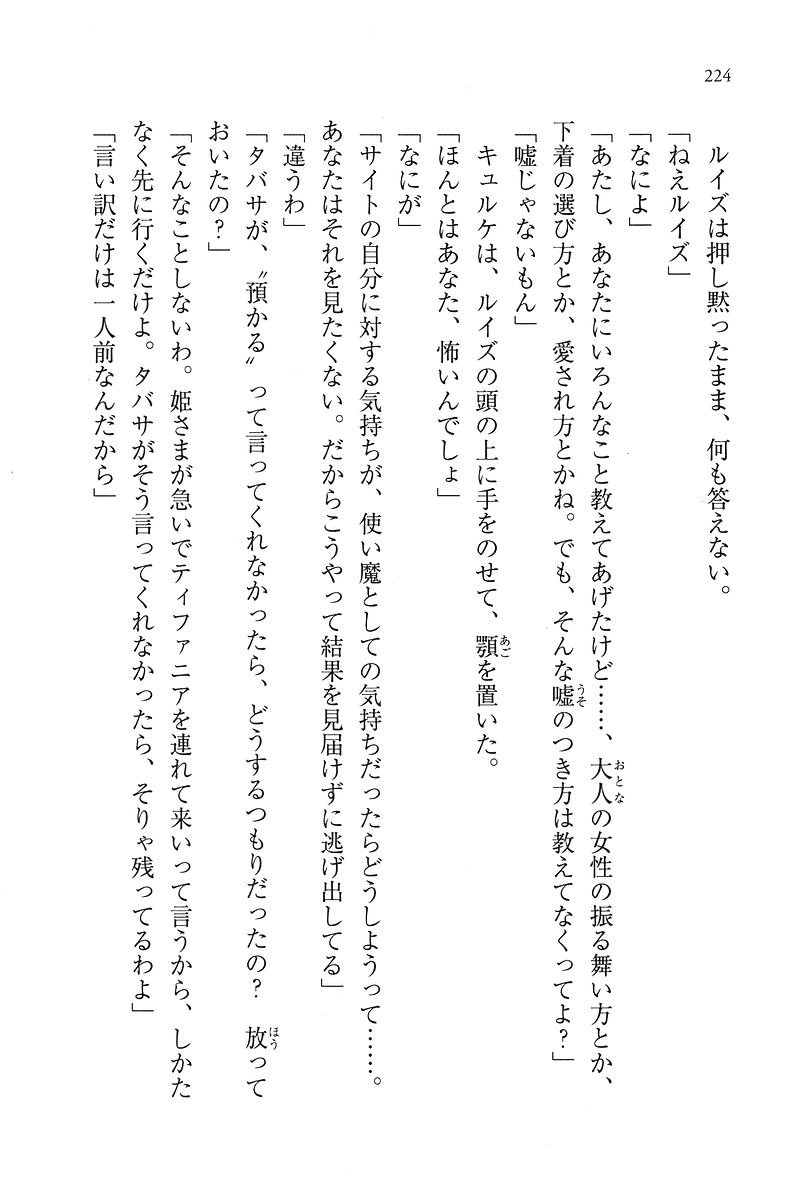 224
　ルイズは押し黙ったまま、何も答えない。
「ねえルイズ」
「なによ」
「あたし、あなたにいろんなこと教えてあげたけど……、大人の女性の振る舞い方とか、
下着の選び方とか、愛され方とかね。でも、そんな嘘のつき方は教えてなくってよ？」
「嘘じゃないもん」
　キュルケは、ルイズの頭の上に手をのせて、顎を置いた。
「ほんとはあなた、怖いんでしょ」
「なにが」
「サイトの自分に対する気持ちが、使い魔としての気持ちだったらどうしようって……。
あなたはそれを見たくない。だからこうやって結果を見届けずに逃げ出してる」
「違うわ」
「タバサが、〝預かる〟って言ってくれなかったら、どうするつもりだったの？　放って
おいたの？」
「そんなことしないわ。姫さまが急いでティファニアを連れて来いって言うから、しかた
なく先に行くだけよ。タバサがそう言ってくれなかったら、そりゃ残ってるわよ」
「言い訳だけは一人前なんだから」